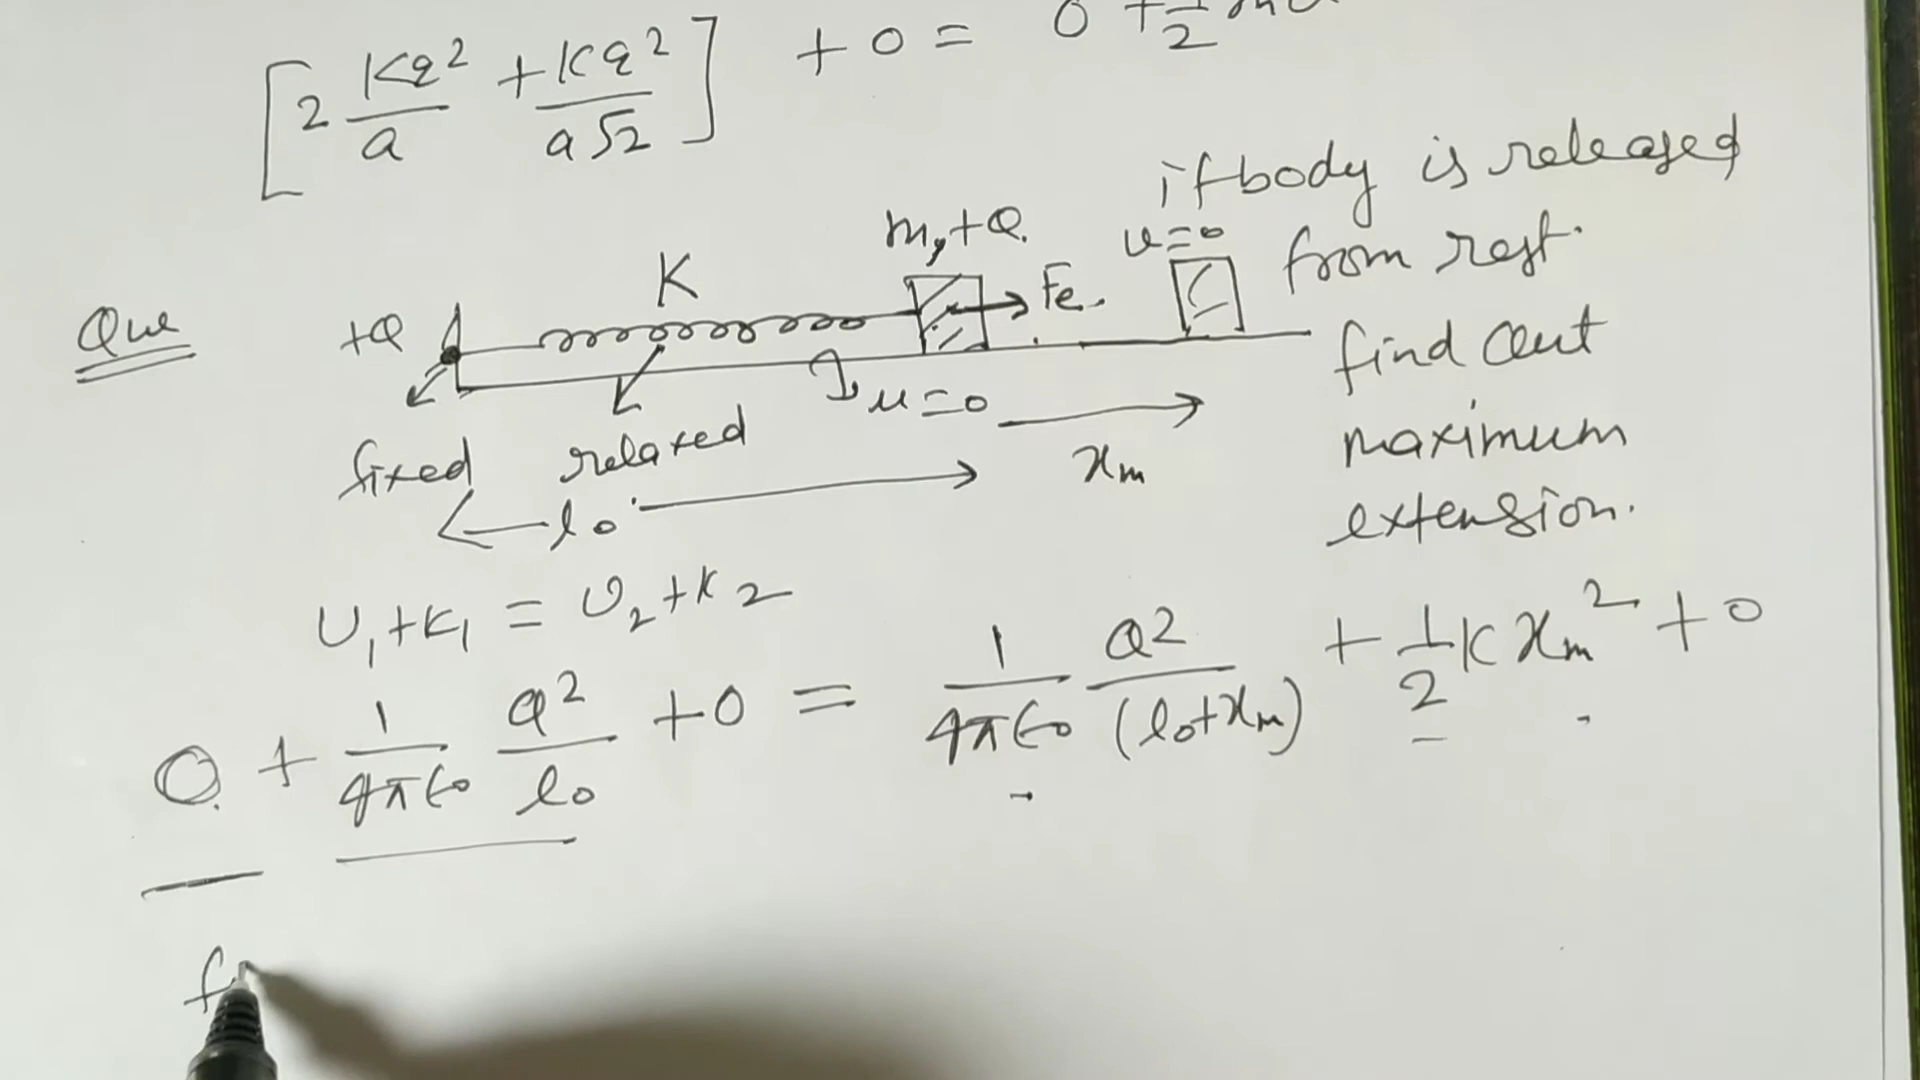 [2 Kq²/a + Kq²/a√2] + 0 = 0 + 1/2
if body is released
m, +Q. v=0 from rest.
Que +Q K Fe. find out
μ=0 maximum
fixed relaxed xm extension.
l0
U1+K1 = U2+K2
0 + 1/4πϵ0 Q²/l0 + 0 = 1/4πϵ0 Q²/(l0+xm) + 1/2 K xm² + 0
f